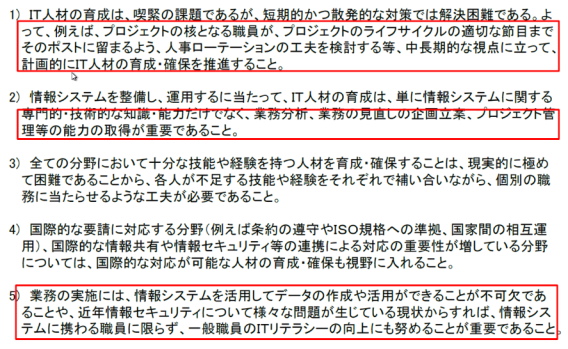 1) IT人材の育成は、喫緊の課題であるが、短期的かつ散発的な対策では解決困難である。よ
って、例えば、プロジェクトの核となる職員が、プロジェクトのライフサイクルの適切な節目まで
そのポストに留まるよう、人事ローテーションの工夫を検討する等、中長期的な視点に立って、
計画的にIT人材の育成・確保を推進すること。
2) 情報システムを整備し、運用するに当たって、IT人材の育成は、単に情報システムに関する
専門的・技術的な知識・能力だけでなく、業務分析、業務の見直しの企画立案、プロジェクト管
理等の能力の取得が重要であること。
3) 全ての分野において十分な技能や経験を持つ人材を育成・確保することは、現実的に極め
て困難であることから、各人が不足する技能や経験をそれぞれで補い合いながら、個別の職
務に当たらせるような工夫が必要であること。
4) 国際的な要請に対応する分野(例えば条約の遵守やISO規格への準拠、国家間の相互運
用)、国際的な情報共有や情報セキュリティ等の連携による対応の重要性が増している分野
については、国際的な対応が可能な人材の育成・確保も視野に入れること。
5) 業務の実施には、情報システムを活用してデータの作成や活用ができることが不可欠であ
ることや、近年情報セキュリティについて様々な問題が生じている現状からすれば、情報シス
テムに携わる職員に限らず、一般職員のITリテラシーの向上にも努めることが重要であること。